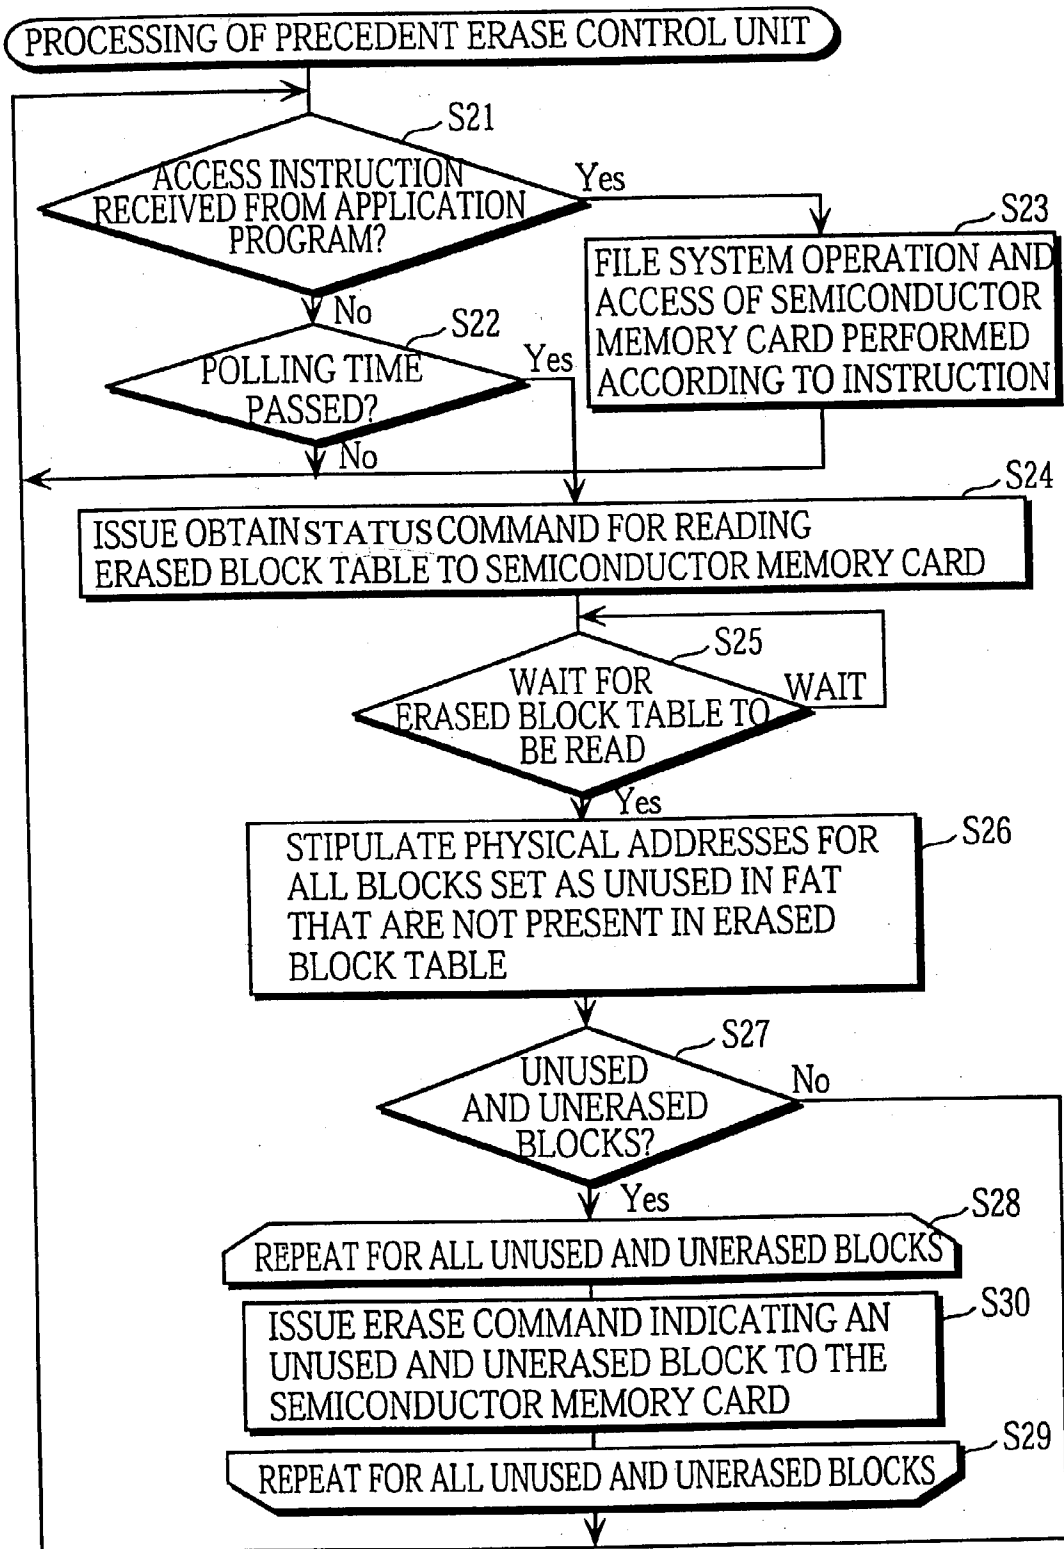 PROCESSING OF PRECEDENT ERASE CONTROL UNIT
S21
ACCESS INSTRUCTION
RECEIVED FROM APPLICATION
PROGRAM?
Yes
No
S23
FILE SYSTEM OPERATION AND
ACCESS OF SEMICONDUCTOR
MEMORY CARD PERFORMED
ACCORDING TO INSTRUCTION
S22
POLLING TIME
PASSED?
Yes
No
S24
ISSUE OBTAIN STATUS COMMAND FOR READING
ERASED BLOCK TABLE TO SEMICONDUCTOR MEMORY CARD
S25
WAIT FOR
ERASED BLOCK TABLE TO
BE READ
WAIT
Yes
S26
STIPULATE PHYSICAL ADDRESSES FOR
ALL BLOCKS SET AS UNUSED IN FAT
THAT ARE NOT PRESENT IN ERASED
BLOCK TABLE
S27
UNUSED
AND UNERASED
BLOCKS?
No
Yes
S28
REPEAT FOR ALL UNUSED AND UNERASED BLOCKS
S30
ISSUE ERASE COMMAND INDICATING AN
UNUSED AND UNERASED BLOCK TO THE
SEMICONDUCTOR MEMORY CARD
S29
REPEAT FOR ALL UNUSED AND UNERASED BLOCKS